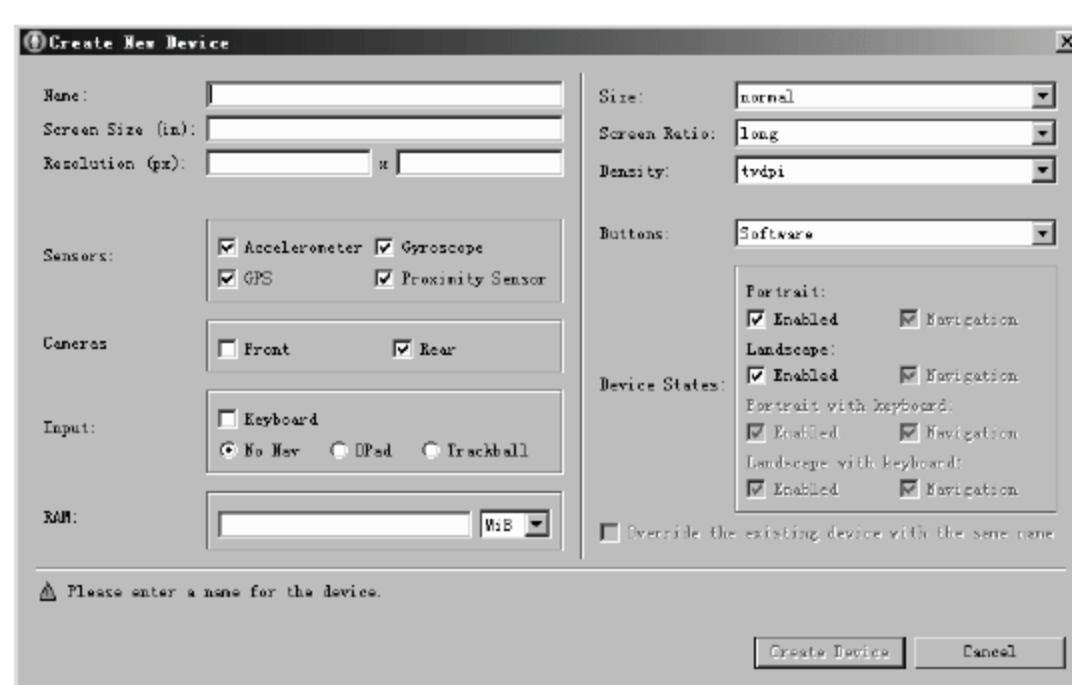 Create New Device
Name:
Screen Size (in):
Resolution (px):
x
Sensors:
Accelerometer
Gyroscope
GPS
Proximity Sensor
Cameras
Front
Rear
Input:
Keyboard
No Nav
DPad
Trackball
RAM:
MiB
Size:
normal
Screen Ratio:
long
Density:
tvdpi
Buttons:
Software
Device States:
Portrait:
Enabled
Navigation
Landscape:
Enabled
Navigation
Portrait with keyboard:
Enabled
Navigation
Landscape with keyboard:
Enabled
Navigation
Override the existing device with the same name
Please enter a name for the device.
Create Device
Cancel